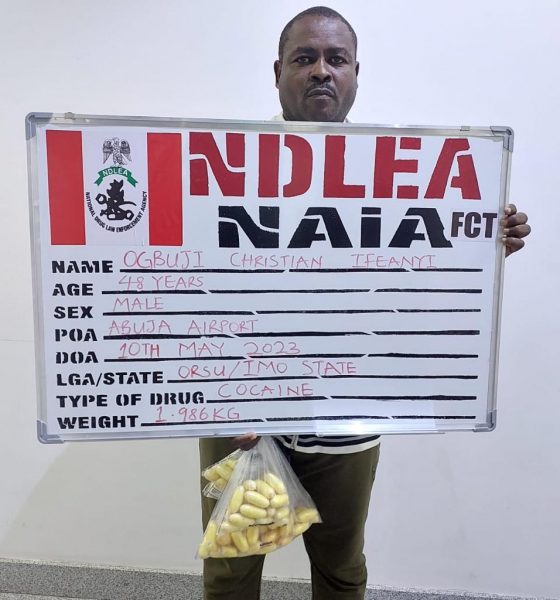 NDLEA
NATIONAL DRUG LAW ENFORCEMENT AGENCY
NDLEA
NAIA FCT
NAME OGBUJI CHRISTIAN IFEANYI
AGE 48 YEARS
SEX MALE
POA ABUJA AIRPORT
DOA 10TH MAY 2023
LGA/STATE ORSU/IMO STATE
TYPE OF DRUG COCAINE
WEIGHT 1.986KG